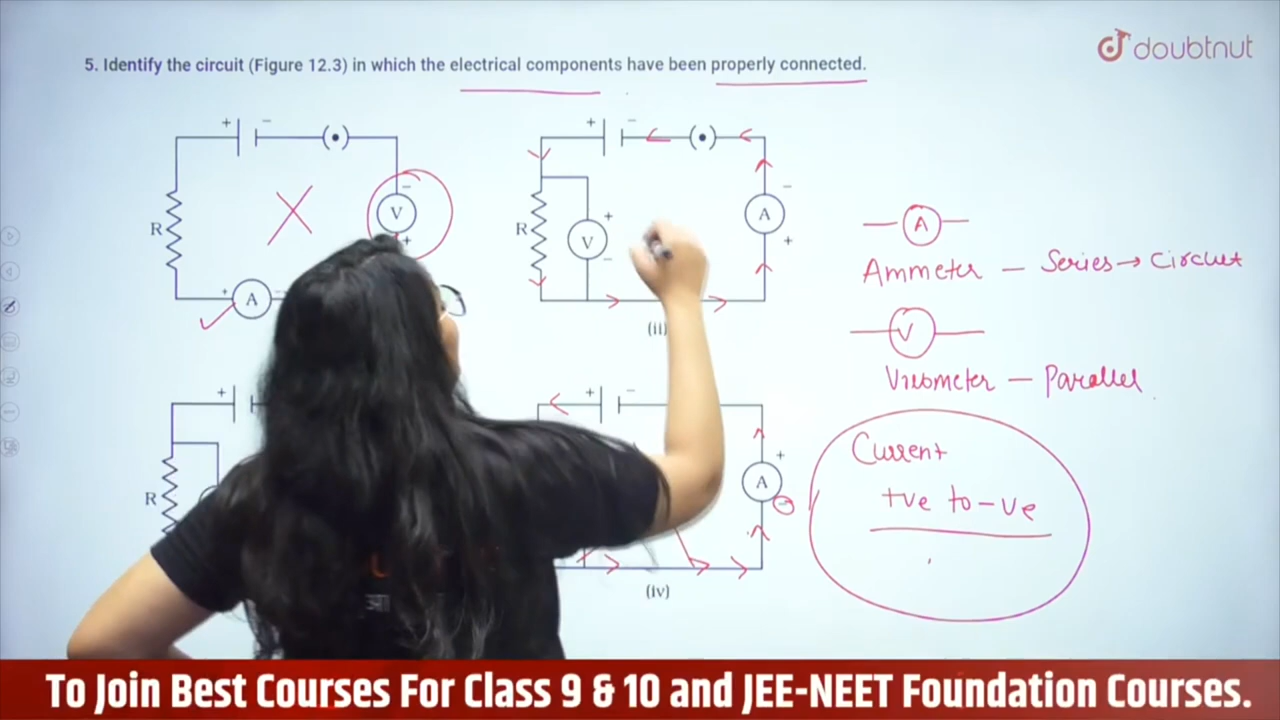 doubtnut
5. Identify the circuit (Figure 12.3) in which the electrical components have been properly connected.
+ −
R
V
−
+
+
A
+ −
R
V
+
−
A
−
+
(ii)
A
Ammeter – Series → Circuit
V
– Parallel
+
R
+ −
A
+
−
(iv)
Current
+ve to -ve
To Join Best Courses For Class 9 & 10 and JEE-NEET Foundation Courses.